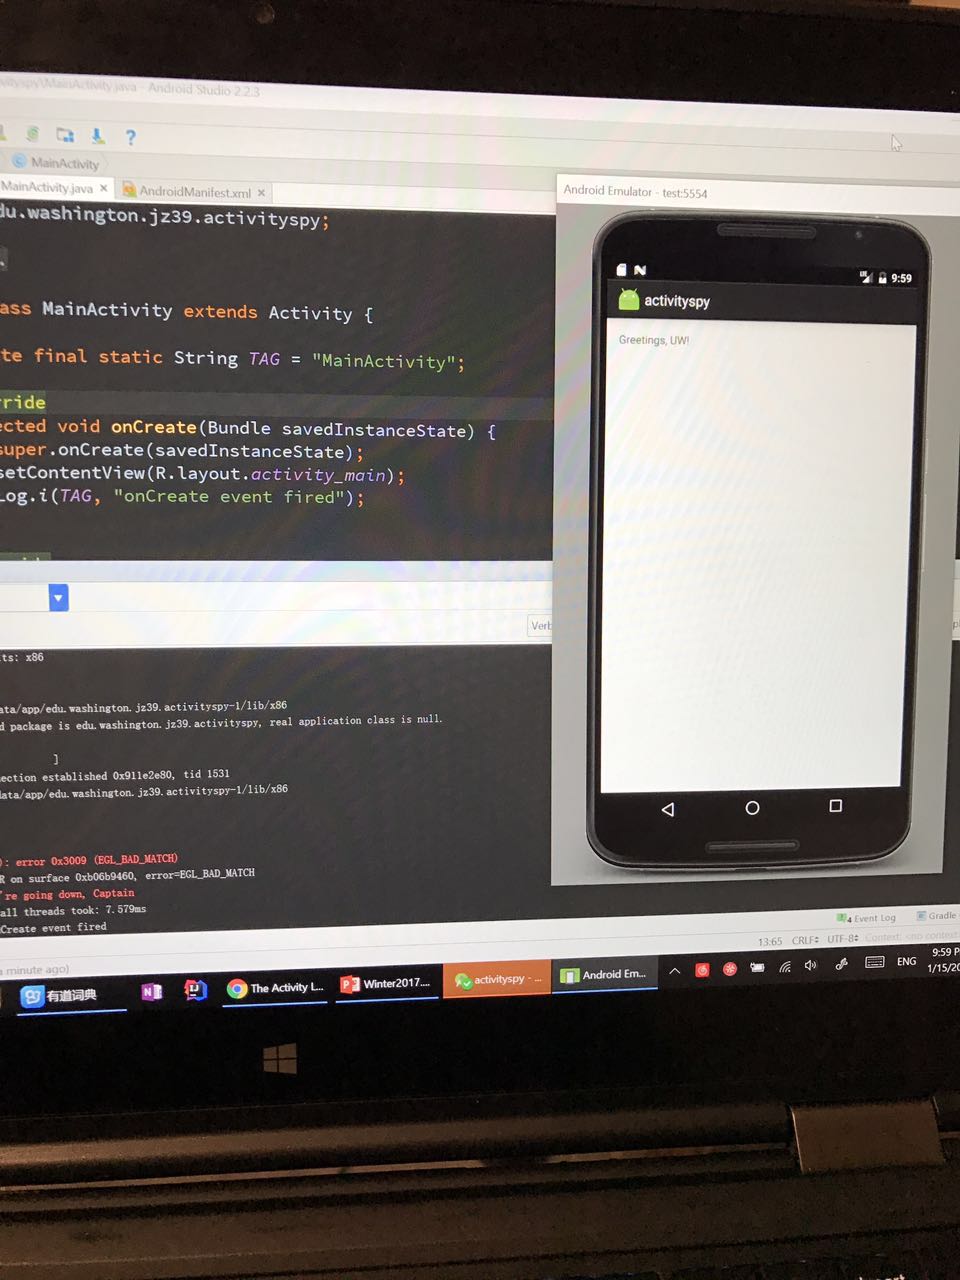 MainActivity.java - Android Studio 2.2.3
?
MainActivity
MainActivity.java ×
AndroidManifest.xml ×
du.washington.jz39.activityspy;
ass MainActivity extends Activity {
te final static String TAG = "MainActivity";
ride
ected void onCreate(Bundle savedInstanceState) {
super.onCreate(savedInstanceState);
setContentView(R.layout.activity_main);
Log.i(TAG, "onCreate event fired");
Verb
ts: x86
ata/app/edu.washington.jz39.activityspy-1/lib/x86
d package is edu.washington.jz39.activityspy, real application class is null.
]
ection established 0x911e2e80, tid 1531
data/app/edu.washington.jz39.activityspy-1/lib/x86
): error 0x3009 (EGL_BAD_MATCH)
R on surface 0xb06b9460, error=EGL_BAD_MATCH
're going down, Captain
all threads took: 7.579ms
Create event fired
Android Emulator - test:5554
LTE
9:59
activityspy
Greetings, UW!
4 Event Log
Gradle
13:65 CRLF UTF-8 Context: <no context
a minute ago)
有道词典
The Activity L...
Winter2017....
activityspy - ...
Android Em...
ENG
9:59 P
1/15/20